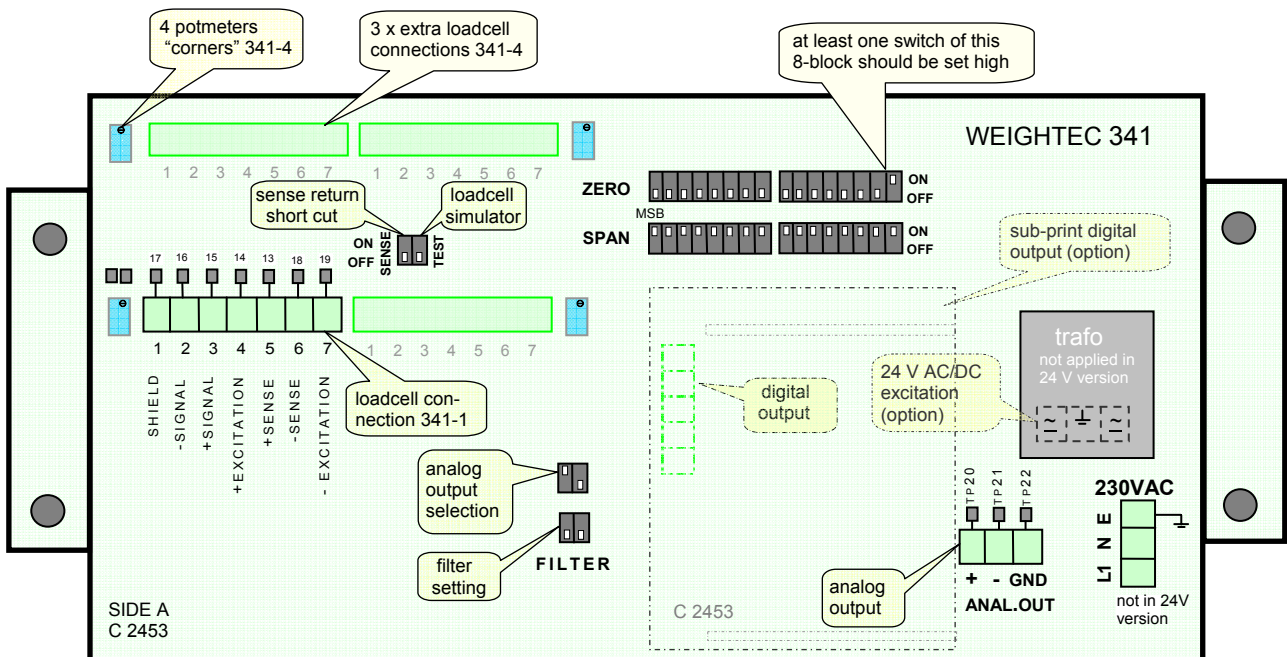 4 potmeters
"corners" 341-4
3 x extra loadcell
connections 341-4
at least one switch of this
8-block should be set high
WEIGHTEC 341
1 2 3 4 5 6 7
1 2 3 4 5 6 7
sense return
short cut
loadcell
simulator
ON
OFF
SENSE
TEST
ZERO
ON
OFF
MSB
SPAN
ON
OFF
sub-print digital
output (option)
17 16 15 14 13 18 19
1 2 3 4 5 6 7
1 2 3 4 5 6 7
SHIELD
-SIGNAL
+SIGNAL
+EXCITATION
+SENSE
-SENSE
- EXCITATION
loadcell con-
nection 341-1
trafo
not applied in
24 V version
24 V AC/DC
excitation
(option)
~ ~
digital
output
analog
output
selection
filter
setting
FILTER
TP20 TP21 TP22
+ - GND
ANAL.OUT
analog
output
230VAC
E
N
L1
not in 24V
version
SIDE A
C 2453
C 2453